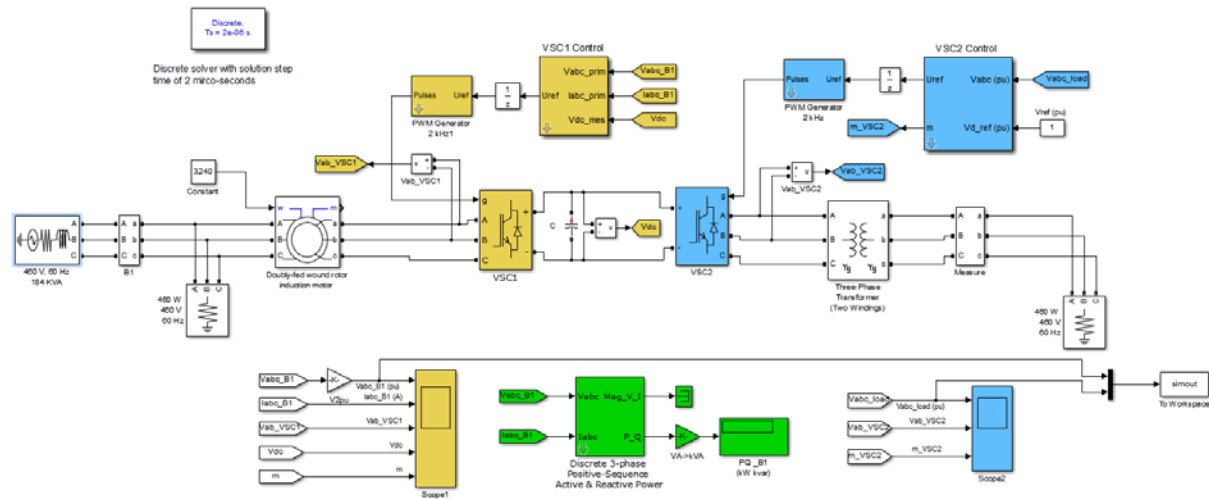 Discrete,
Ts = 2e-06 s.
Discrete solver with solution step
time of 2 mirco-seconds
VSC1 Control
Vabc_prim
Iabc_prim
Vdc_mes
Uref
Vabc_B1
Iabc_B1
Vdc
1
z
Pulses Uref
PWM Generator
2 kHz1
VSC2 Control
Vabc (pu)
Vd_ref (pu)
Uref
m
Vabc_load
Vref (pu)
1
1
z
Pulses Uref
PWM Generator
2 kHz
m_VSC2
Vab_VSC1
v
+
-
Vab_VSC1
v
+
-
Vab_VSC2
Vab_VSC2
3240
Constant
w m
A a
B b
C c
Doubly-fed wound rotor
induction motor
A
B
C
460 V, 60 Hz
184 KVA
A a
B b
C c
B1
A B C
460 W
460 V
60 Hz
g
A
B
C
+
-
VSC1
C
+
-
v
Vdc
g
+
-
A
B
C
VSC2
A a
B b
C c
Yg Yg
Three-Phase
Transformer
(Two Windings)
A a
B b
C c
Measure
A B C
460 W
460 V
60 Hz
Vabc_B1
-K-
V2pu
Vabc_B1 (pu)
Iabc_B1
Iabc_B1 (A)
Vab_VSC1
Vab_VSC1
Vdc
Vdc
m
m
Scope1
Vabc_B1
Iabc_B1
Vabc Mag_V_I
Iabc P_Q
Discrete 3-phase
Positive-Sequence
Active & Reactive Power
-K-
VA->kVA
PQ_B1
(kW kvar)
Vabc_load
Vabc_load (pu)
Vab_VSC2
Vab_VSC2
m_VSC2
m_VSC2
Scope2
simout
To Workspace